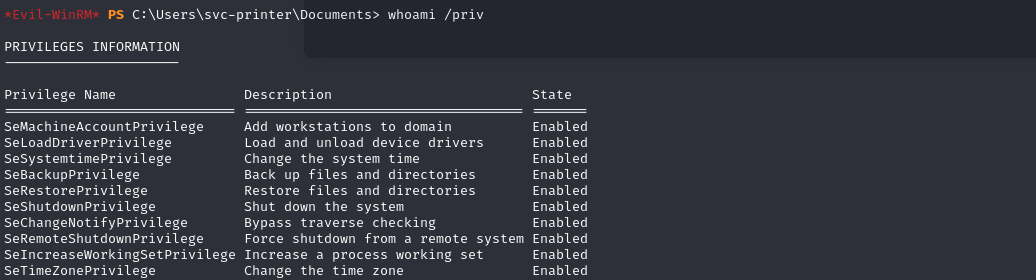 *Evil-WinRM* PS C:\Users\svc-printer\Documents> whoami /priv
PRIVILEGES INFORMATION
----------------------
Privilege Name Description State
============================= ================================== =======
SeMachineAccountPrivilege Add workstations to domain Enabled
SeLoadDriverPrivilege Load and unload device drivers Enabled
SeSystemtimePrivilege Change the system time Enabled
SeBackupPrivilege Back up files and directories Enabled
SeRestorePrivilege Restore files and directories Enabled
SeShutdownPrivilege Shut down the system Enabled
SeChangeNotifyPrivilege Bypass traverse checking Enabled
SeRemoteShutdownPrivilege Force shutdown from a remote system Enabled
SeIncreaseWorkingSetPrivilege Increase a process working set Enabled
SeTimeZonePrivilege Change the time zone Enabled